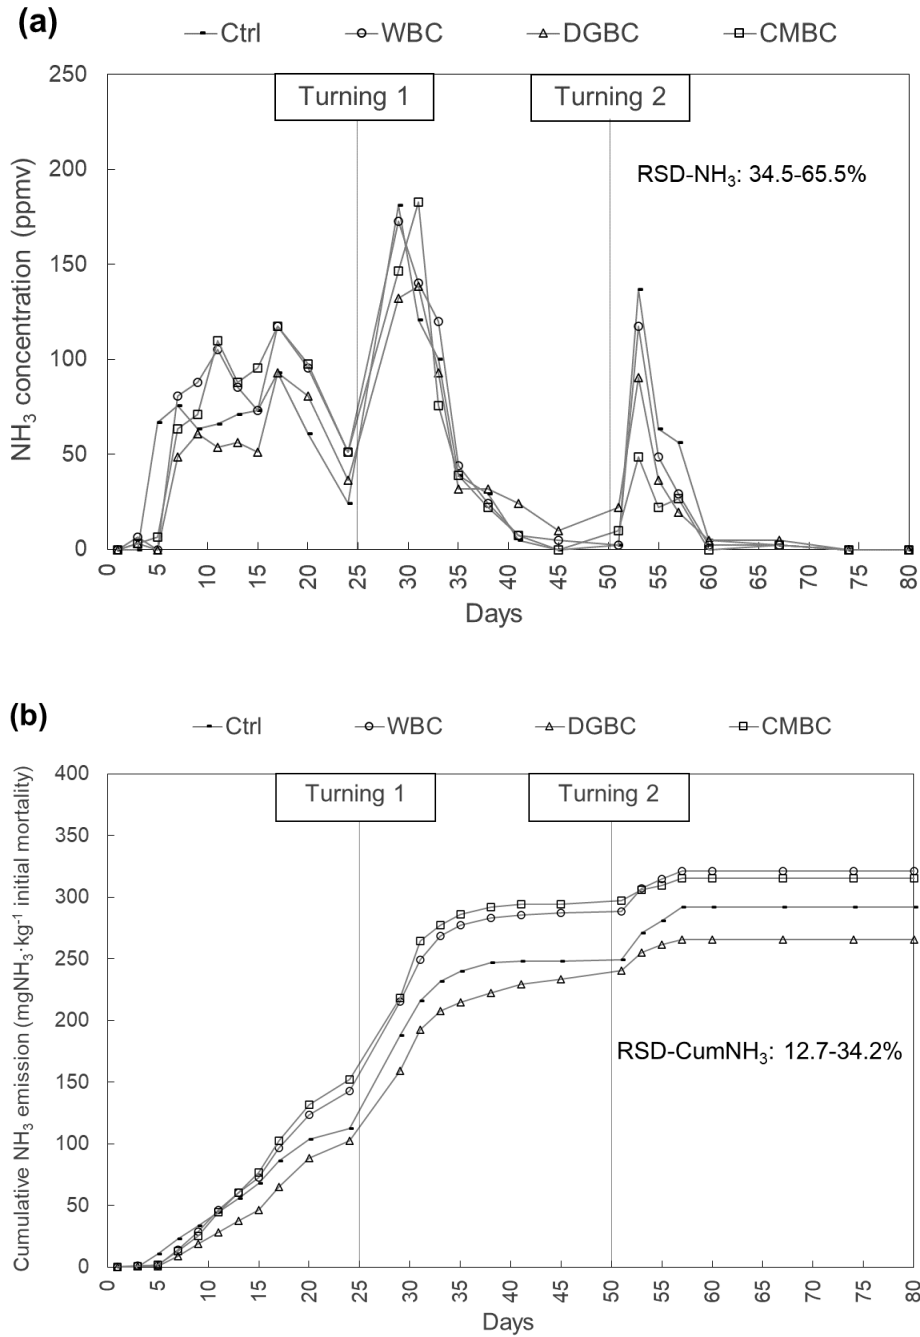 (a)
Ctrl WBC DGBC CMBC
250
Turning 1 Turning 2
200
RSD-NH₃: 34.5-65.5%
150
100
50
0
NH₃ concentration (ppmv)
0 5 10 15 20 25 30 35 40 45 50 55 60 65 70 75 80
Days
(b)
Ctrl WBC DGBC CMBC
400
Turning 1 Turning 2
350
300
250
200
RSD-CumNH₃: 12.7-34.2%
150
100
50
0
Cumulative NH₃ emission (mgNH₃·kg⁻¹ initial mortality)
0 5 10 15 20 25 30 35 40 45 50 55 60 65 70 75 80
Days